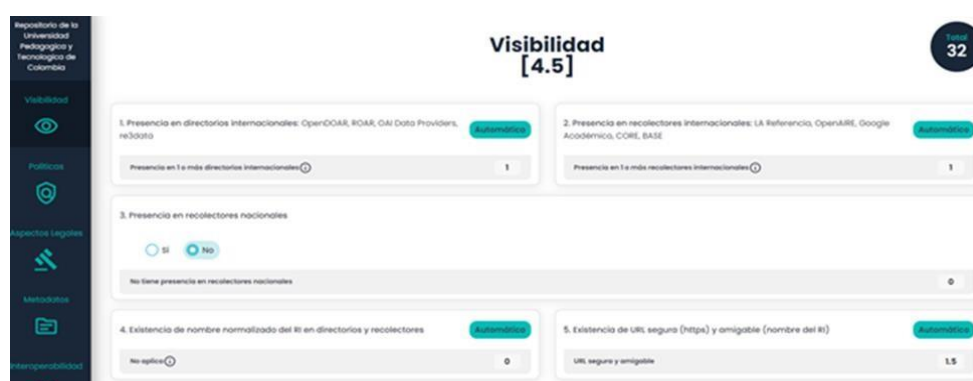 Repositorio de la
Universidad
Pedagogica y
Tecnologica de
Colombia
Visibilidad
Políticas
Aspectos Legales
Metadatos
Interoperabilidad
Visibilidad
[4.5]
Total
32
1. Presencia en directorios internacionales: OpenDOAR, ROAR, OAI Data Providers,
re3data
Automático
Presencia en 1 o más directorios internacionales
1
2. Presencia en recolectores internacionales: LA Referencia, OpenAIRE, Google
Académico, CORE, BASE
Automático
Presencia en 1 o más recolectores internacionales
1
3. Presencia en recolectores nacionales
Sí
No
No tiene presencia en recolectores nacionales
0
4. Existencia de nombre normalizado del RI en directorios y recolectores
Automático
No aplica
0
5. Existencia de URL segura (https) y amigable (nombre del RI)
Automático
URL segura y amigable
1.5